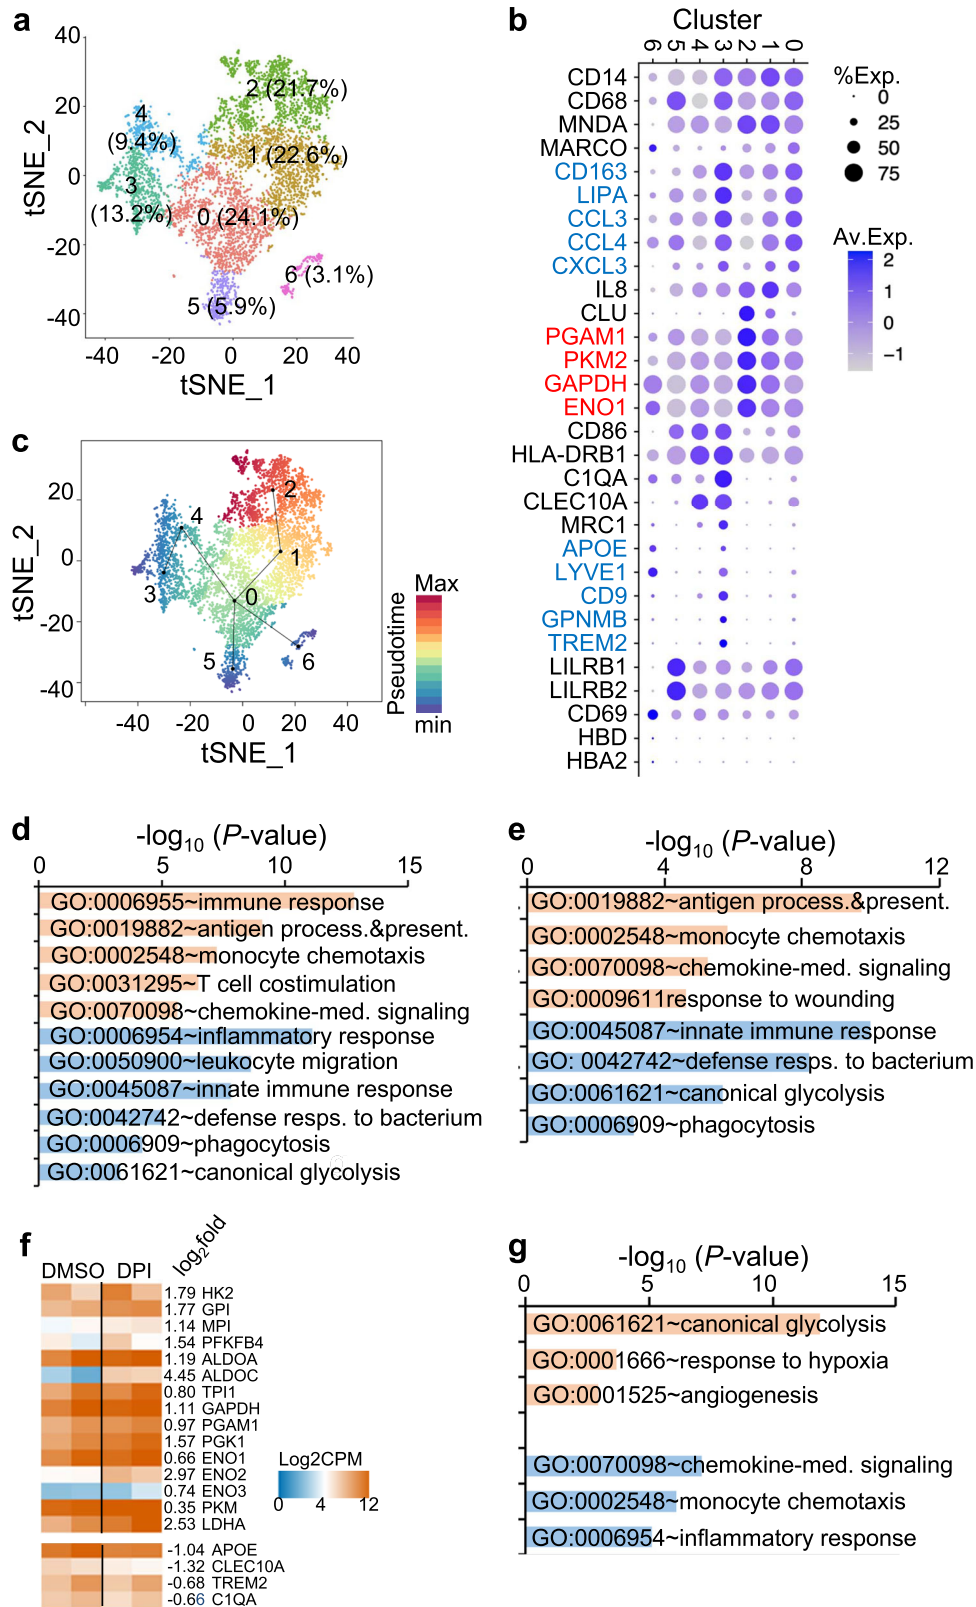 a
40
20
0
-20
-40
tSNE_2
2 (21.7%)
4
(9.4%)
1 (22.6%)
3
(13.2%)
0 (24.1%)
6 (3.1%)
5 (5.9%)
-40 -20 0 20 40
tSNE_1
b
Cluster
6 5 4 3 2 1 0
CD14
CD68
MNDA
MARCO
CD163
LIPA
CCL3
CCL4
CXCL3
IL8
CLU
PGAM1
PKM2
GAPDH
ENO1
CD86
HLA-DRB1
C1QA
CLEC10A
MRC1
APOE
LYVE1
CD9
GPNMB
TREM2
LILRB1
LILRB2
CD69
HBD
HBA2
%Exp.
0
25
50
75
Av.Exp.
2
1
0
−1
c
20
0
-20
-40
tSNE_2
2
4
1
3
0
5
6
-40 -20 0 20 40
tSNE_1
Max
Pseudotime
min
d
-log10 (P-value)
0 5 10 15
GO:0006955~immune response
GO:0019882~antigen process.&present.
GO:0002548~monocyte chemotaxis
GO:0031295~T cell costimulation
GO:0070098~chemokine-med. signaling
GO:0006954~inflammatory response
GO:0050900~leukocyte migration
GO:0045087~innate immune response
GO:0042742~defense resps. to bacterium
GO:0006909~phagocytosis
GO:0061621~canonical glycolysis
e
-log10 (P-value)
0 4 8 12
GO:0019882~antigen process.&present.
GO:0002548~monocyte chemotaxis
GO:0070098~chemokine-med. signaling
GO:0009611response to wounding
GO:0045087~innate immune response
GO: 0042742~defense resps. to bacterium
GO:0061621~canonical glycolysis
GO:0006909~phagocytosis
f
DMSO DPI log2fold
1.79 HK2
1.77 GPI
1.14 MPI
1.54 PFKFB4
1.19 ALDOA
4.45 ALDOC
0.80 TPI1
1.11 GAPDH
0.97 PGAM1
1.57 PGK1
0.66 ENO1
2.97 ENO2
0.74 ENO3
0.35 PKM
2.53 LDHA
-1.04 APOE
-1.32 CLEC10A
-0.68 TREM2
-0.66 C1QA
Log2CPM
0 4 12
g
-log10 (P-value)
0 5 10 15
GO:0061621~canonical glycolysis
GO:0001666~response to hypoxia
GO:0001525~angiogenesis
GO:0070098~chemokine-med. signaling
GO:0002548~monocyte chemotaxis
GO:0006954~inflammatory response